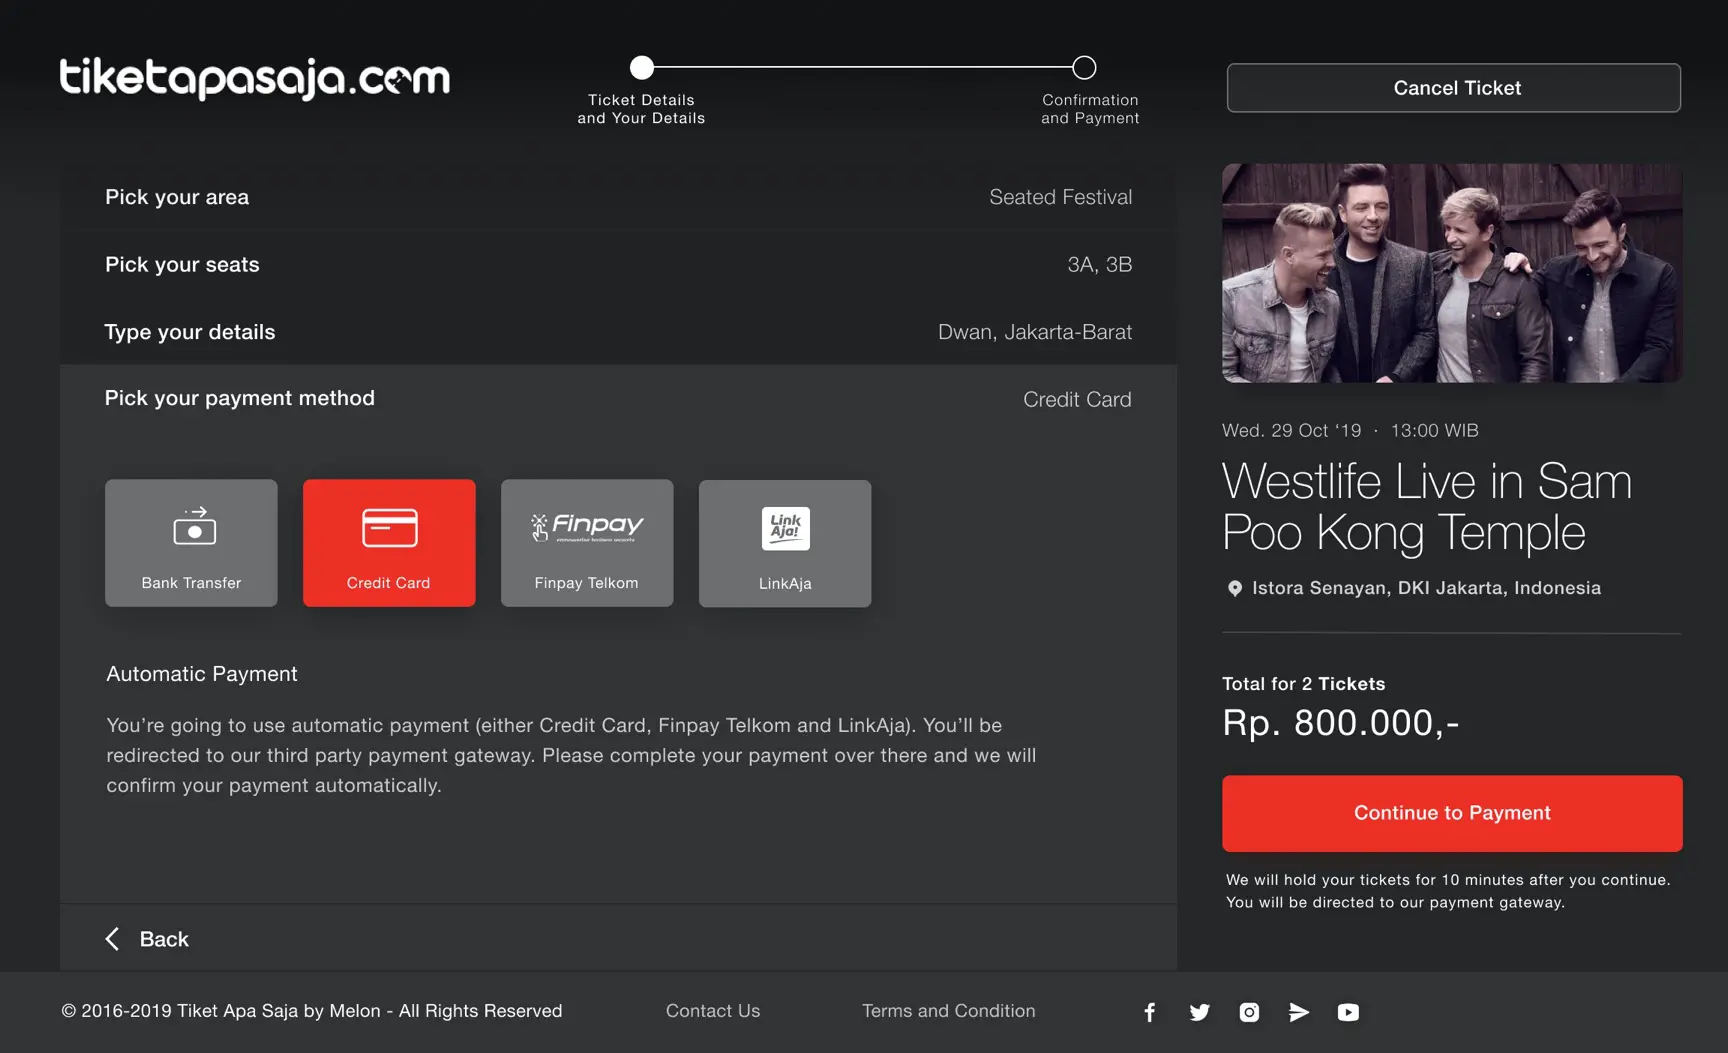 tiketapasaja.com
Ticket Details
and Your Details
Confirmation
and Payment
Cancel Ticket
Pick your area
Seated Festival
Pick your seats
3A, 3B
Type your details
Dwan, Jakarta-Barat
Pick your payment method
Credit Card
Bank Transfer
Credit Card
Finpay
Finpay Telkom
Link
Aja!
LinkAja
Automatic Payment
You’re going to use automatic payment (either Credit Card, Finpay Telkom and LinkAja). You’ll be
redirected to our third party payment gateway. Please complete your payment over there and we will
confirm your payment automatically.
Back
Wed. 29 Oct ‘19 · 13:00 WIB
Westlife Live in Sam
Poo Kong Temple
Istora Senayan, DKI Jakarta, Indonesia
Total for 2 Tickets
Rp. 800.000,-
Continue to Payment
We will hold your tickets for 10 minutes after you continue.
You will be directed to our payment gateway.
© 2016-2019 Tiket Apa Saja by Melon - All Rights Reserved
Contact Us
Terms and Condition